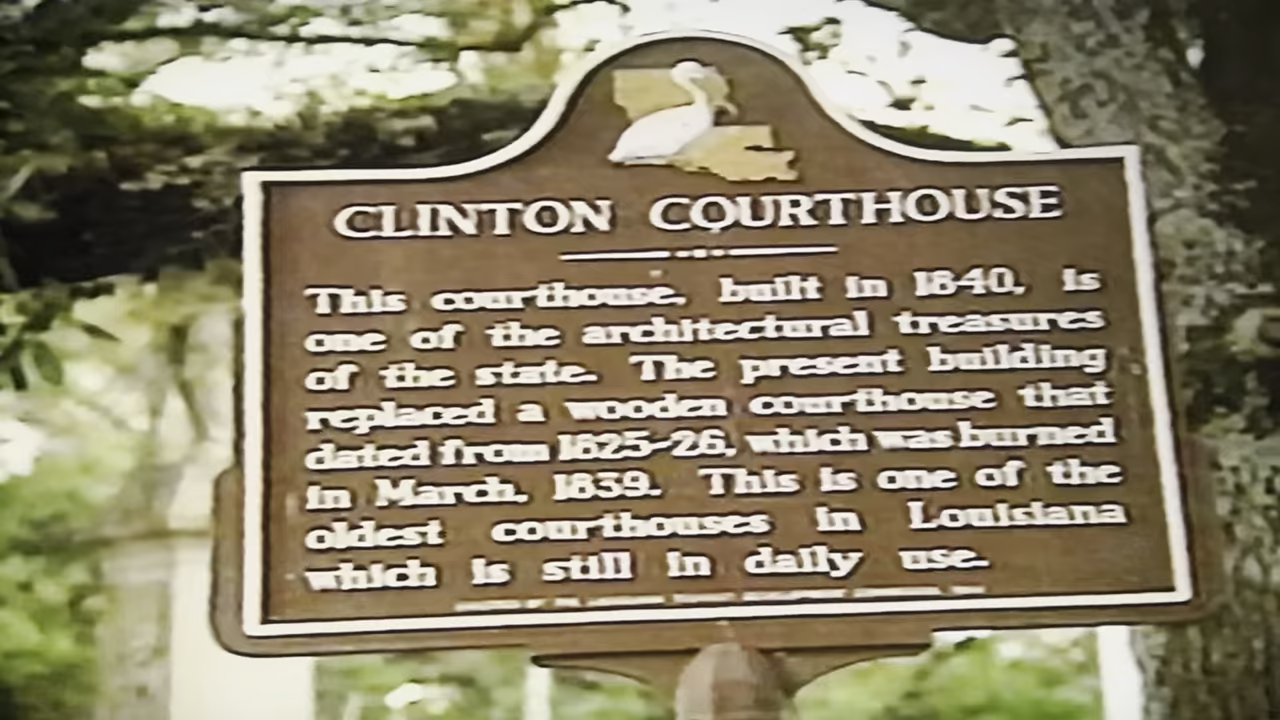 CLINTON COURTHOUSE
This courthouse, built in 1840, is
one of the architectural treasures
of the state. The present building
replaced a wooden courthouse that
dated from 1825-26, which was burned
in March, 1839. This is one of the
oldest courthouses in Louisiana
which is still in daily use.